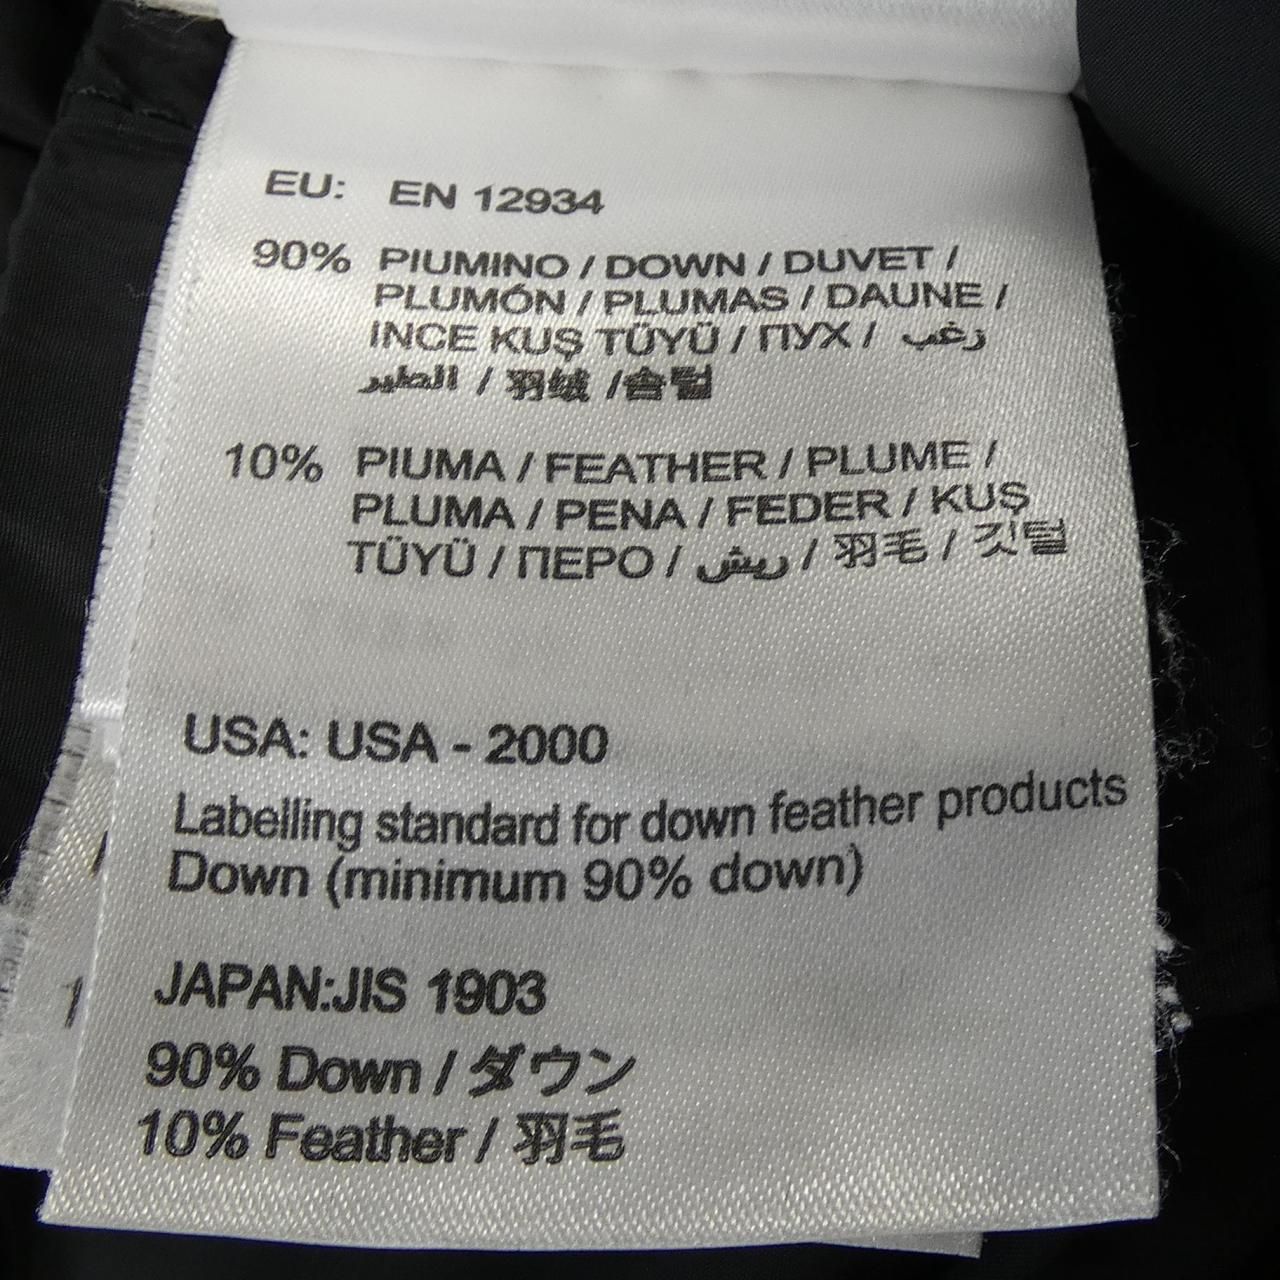 EU: EN 12934
90% PIUMINO / DOWN / DUVET /
PLUMÓN / PLUMAS / DAUNE /
INCE KUŞ TÜYÜ / ПУХ / زغب
الطير / 羽绒 /솜털
10% PIUMA / FEATHER / PLUME /
PLUMA / PENA / FEDER / KUŞ
TÜYÜ / ПЕРО / ريش / 羽毛 / 깃털
USA: USA - 2000
Labelling standard for down feather products
Down (minimum 90% down)
JAPAN:JIS 1903
90% Down / ダウン
10% Feather / 羽毛